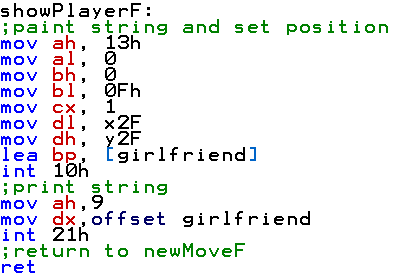 showPlayerF:
;paint string and set position
mov ah, 13h
mov al, 0
mov bh, 0
mov bl, 0Fh
mov cx, 1
mov dl, x2F
mov dh, y2F
lea bp, [girlfriend]
int 10h
;print string
mov ah,9
mov dx,offset girlfriend
int 21h
;return to newMoveF
ret